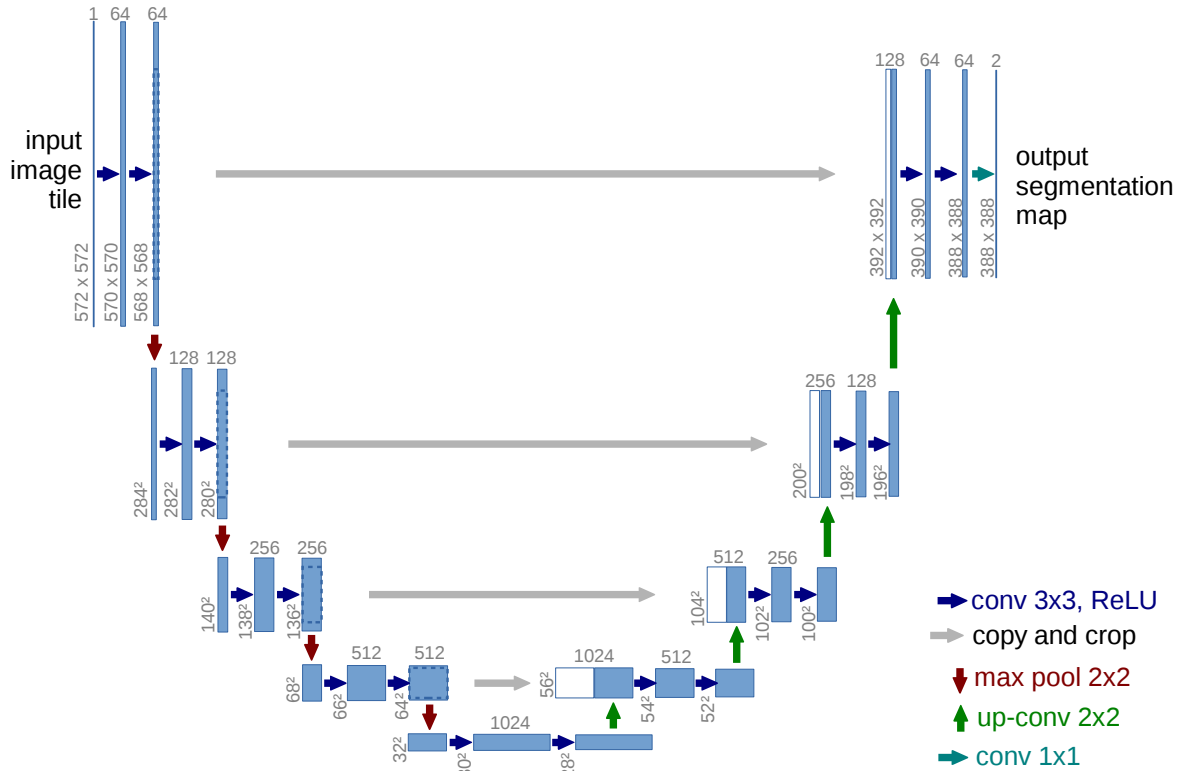 1 64 64
128 64 64 2
input
image
tile
output
segmentation
map
572 x 572
570 x 570
568 x 568
392 x 392
390 x 390
388 x 388
388 x 388
128 128
256 128
284²
282²
280²
200²
198²
196²
256 256
512 256
140²
138²
136²
104²
102²
100²
512 512
1024 512
68²
66²
64²
56²
54²
52²
1024
32²
conv 3x3, ReLU
copy and crop
max pool 2x2
up-conv 2x2
conv 1x1